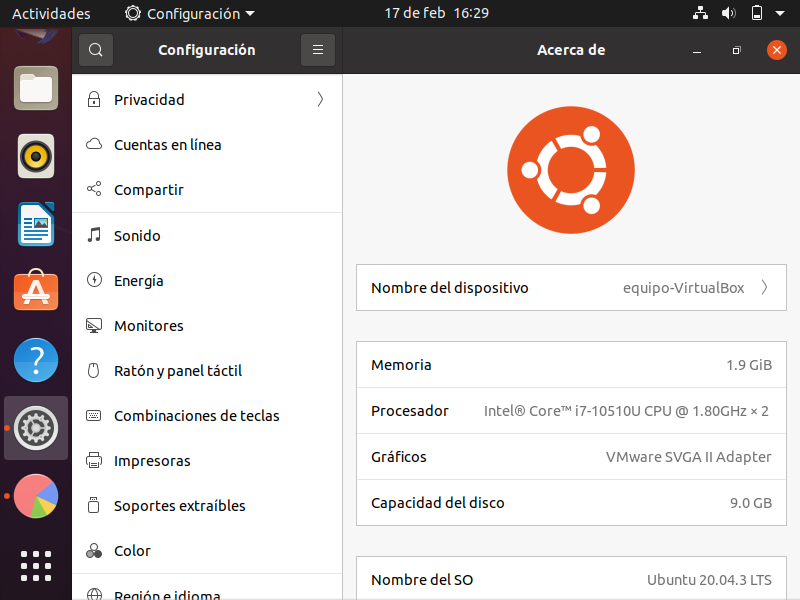 Actividades
Configuración
17 de feb 16:29
Configuración
Acerca de
Privacidad
Cuentas en línea
Compartir
Sonido
Energía
Monitores
Ratón y panel táctil
Combinaciones de teclas
Impresoras
Soportes extraíbles
Color
Región e idioma
Nombre del dispositivo equipo-VirtualBox
Memoria 1.9 GiB
Procesador Intel® Core™ i7-10510U CPU @ 1.80GHz × 2
Gráficos VMware SVGA II Adapter
Capacidad del disco 9.0 GB
Nombre del SO Ubuntu 20.04.3 LTS